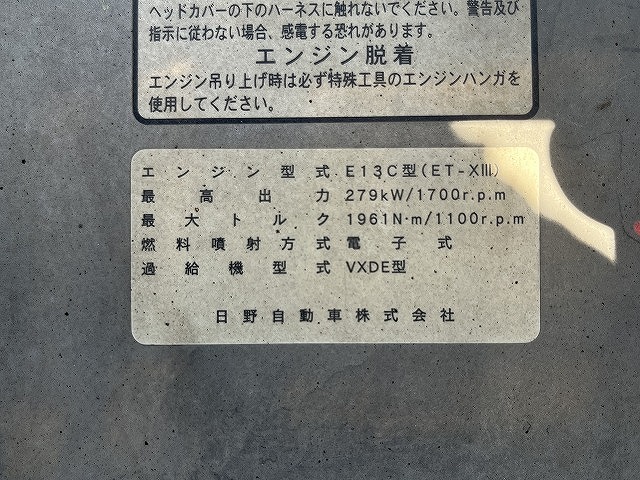 ヘッドカバーの下のハーネスに触れないでください。警告及び
指示に従わない場合、感電する恐れがあります。
エンジン脱着
エンジン吊り上げ時は必ず特殊工具のエンジンハンガを
使用してください。
エンジン型式 E13C型(ET-XIII)
最高出力 279kW/1700r.p.m
最大トルク 1961N·m/1100r.p.m
燃料噴射方式 電子式
過給機型式 VXDE型
日野自動車株式会社